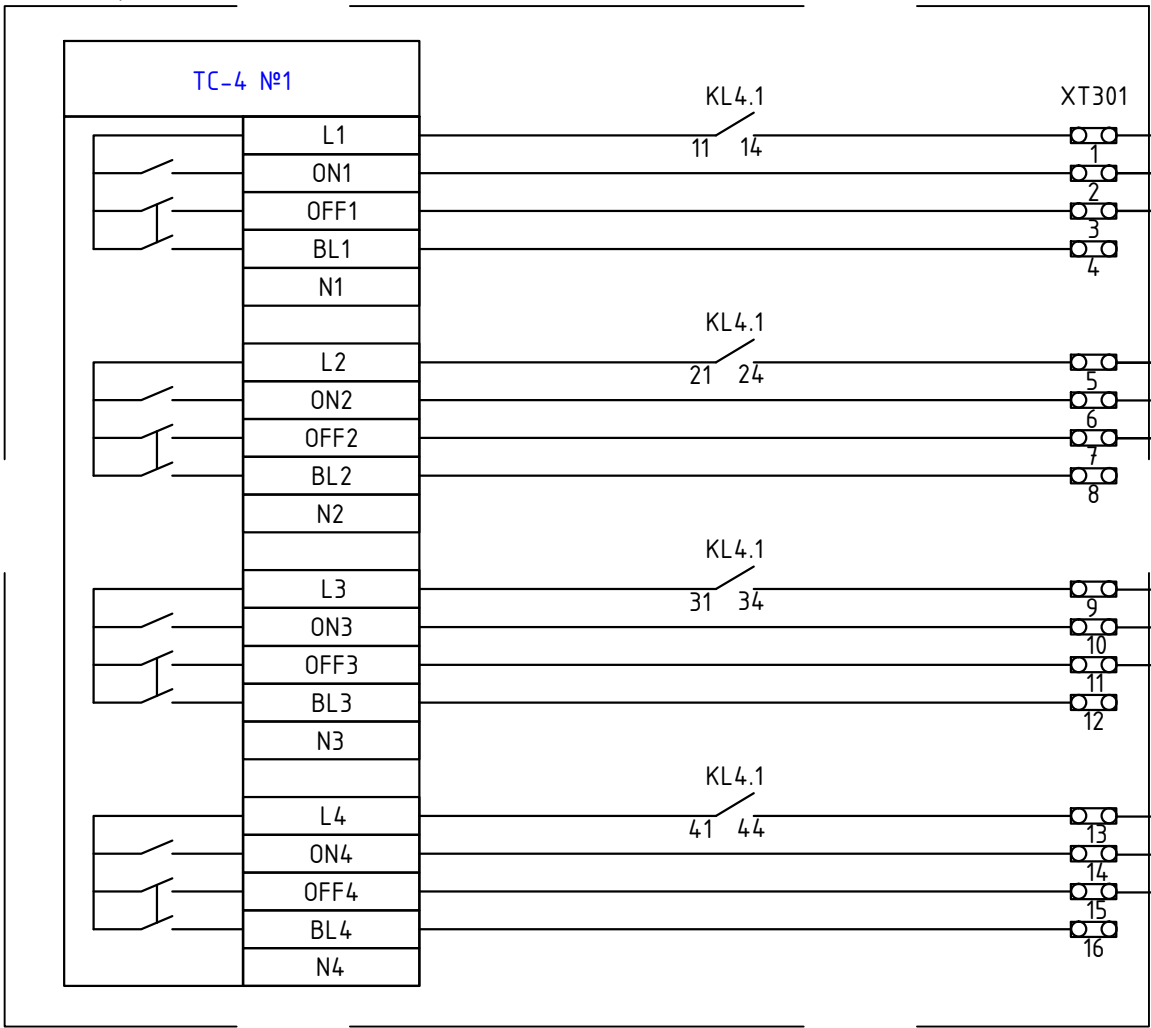 ТС-4 №1
KL4.1
XT301
L1
11 14
1
ON1
2
OFF1
3
BL1
4
N1
KL4.1
L2
21 24
5
ON2
6
OFF2
7
BL2
8
N2
KL4.1
L3
31 34
9
ON3
10
OFF3
11
BL3
12
N3
KL4.1
L4
41 44
13
ON4
14
OFF4
15
BL4
16
N4